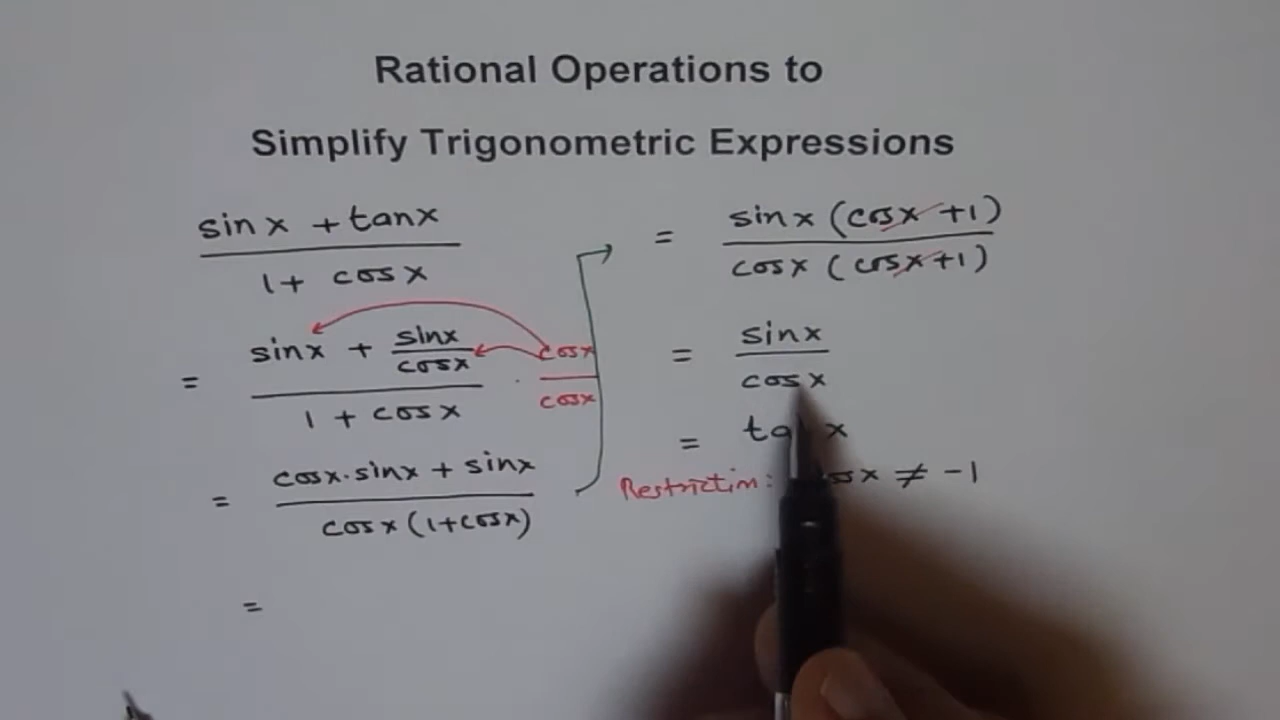 Rational Operations to
Simplify Trigonometric Expressions
sin x + tan x
1 + cos x
= sin x + sin x / cos x
1 + cos x
· cos x / cos x
= cos x · sin x + sin x
cos x (1 + cos x)
=
= sin x (cos x + 1)
cos x (cos x + 1)
= sin x
cos x
= x
Restrictin: x ≠ -1